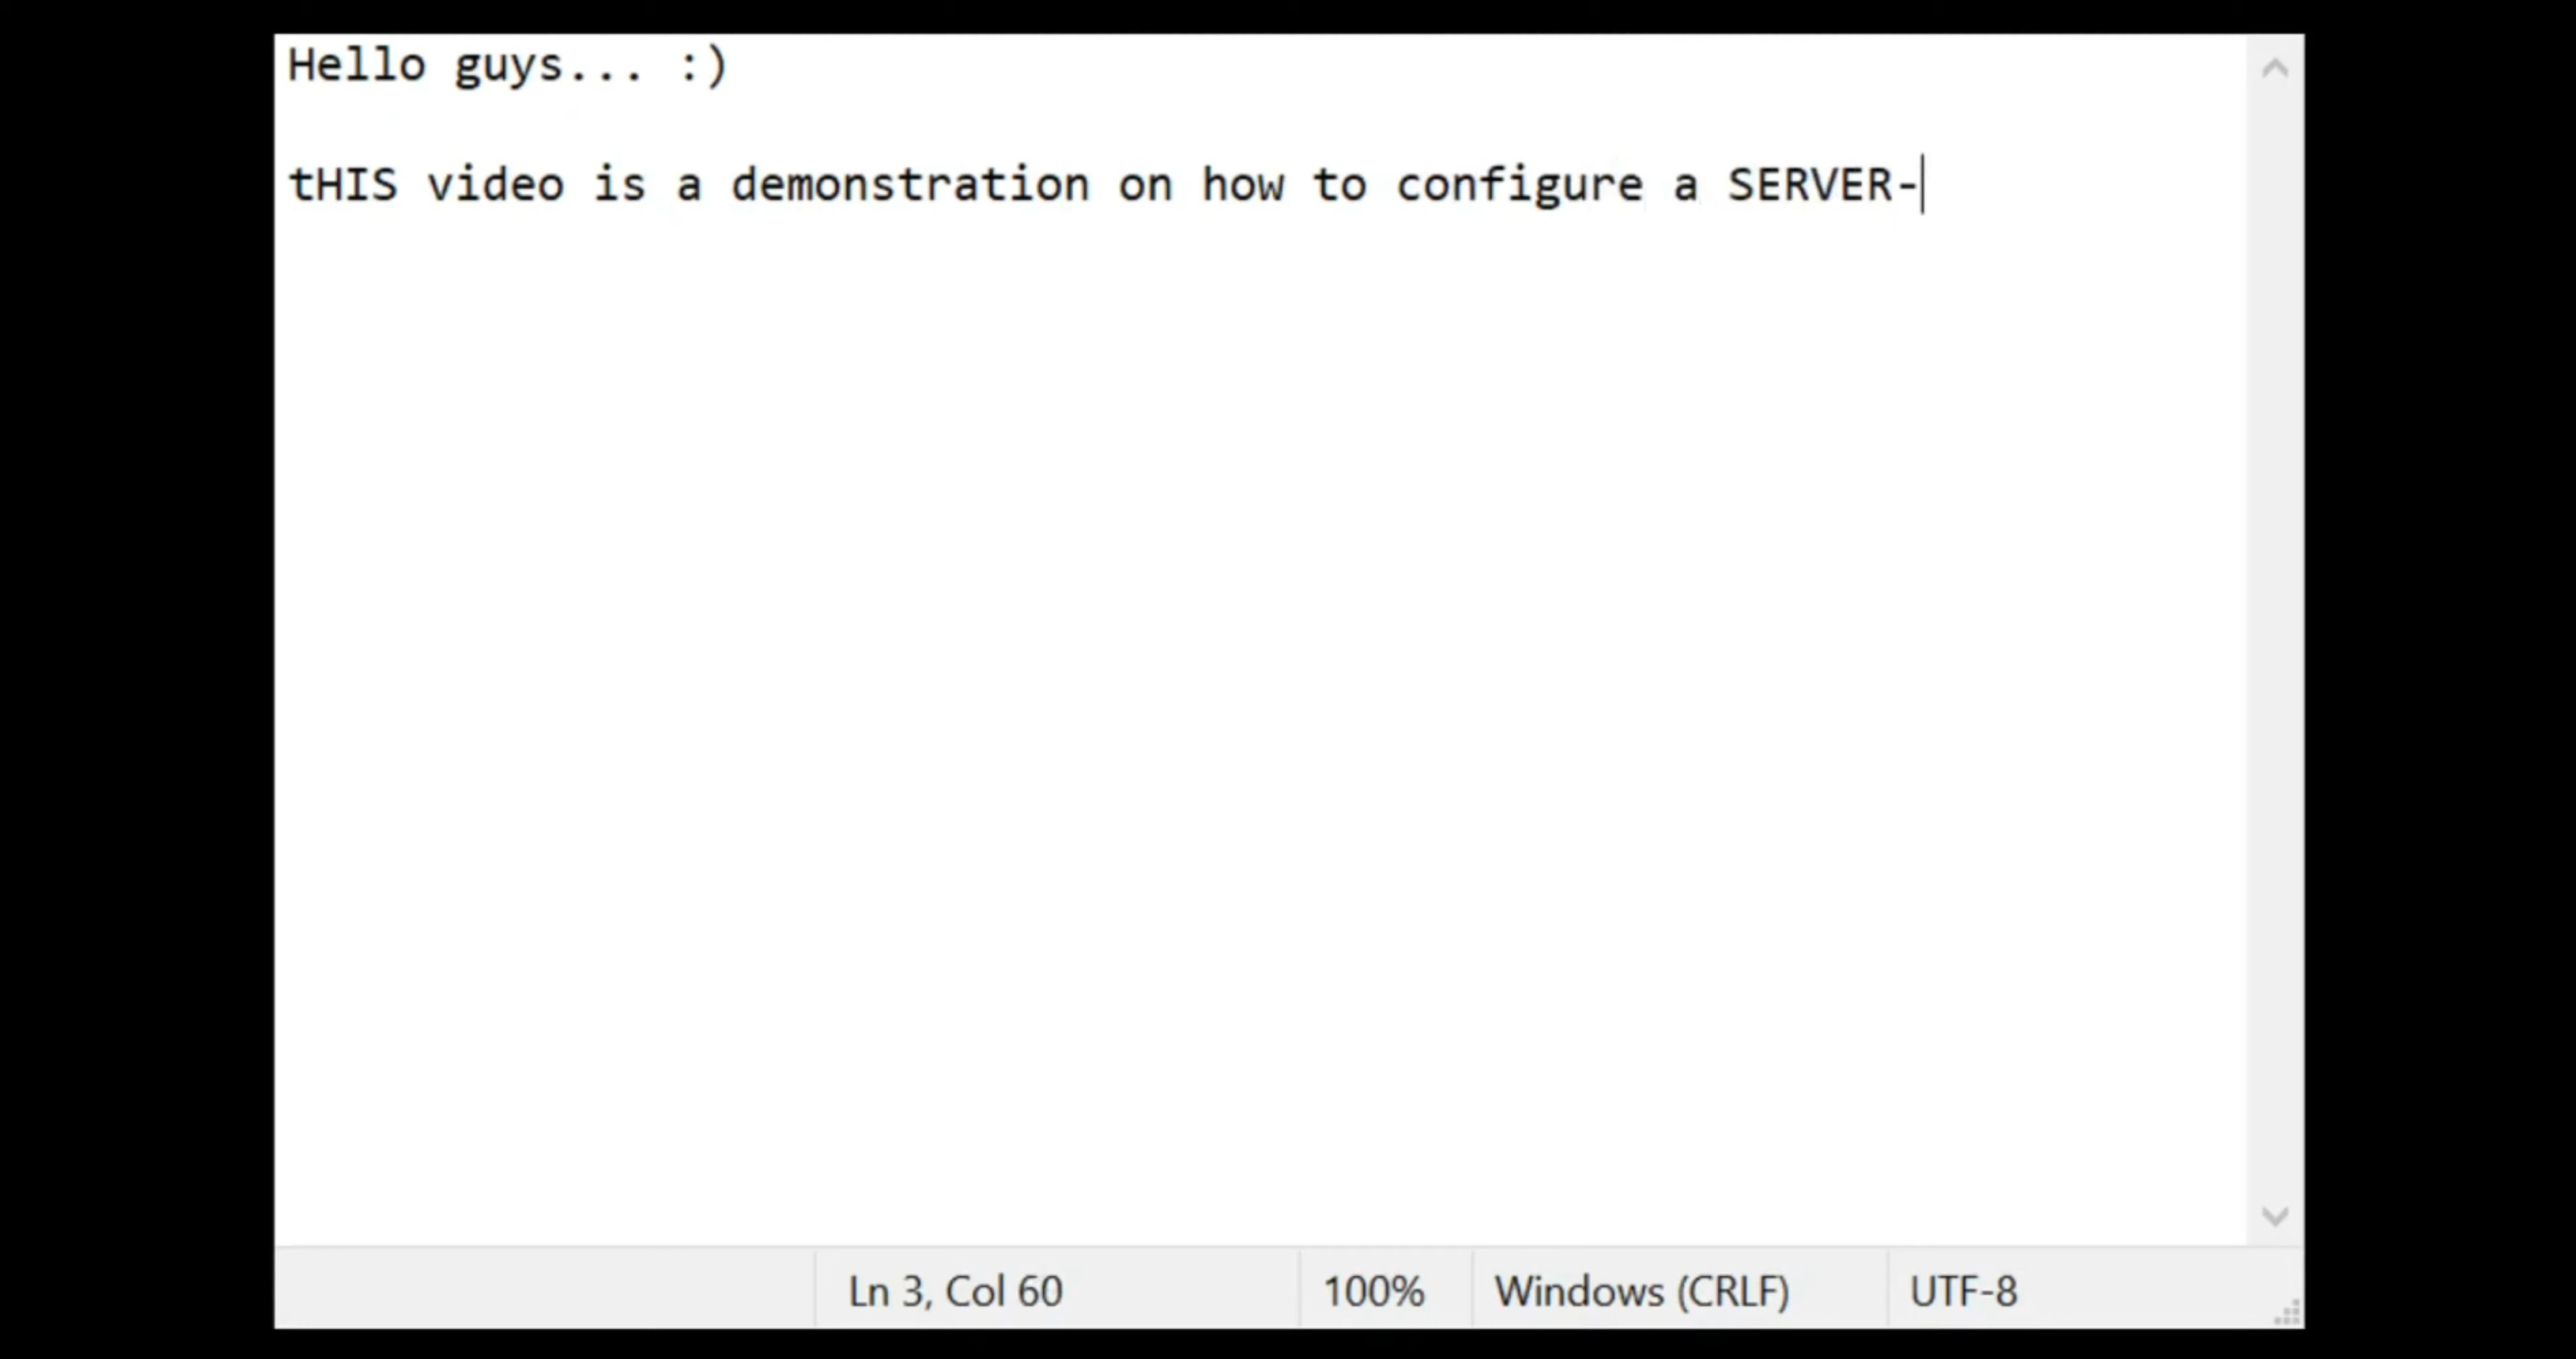 Hello guys... :)
tHIS video is a demonstration on how to configure a SERVER-
Ln 3, Col 60 100% Windows (CRLF) UTF-8